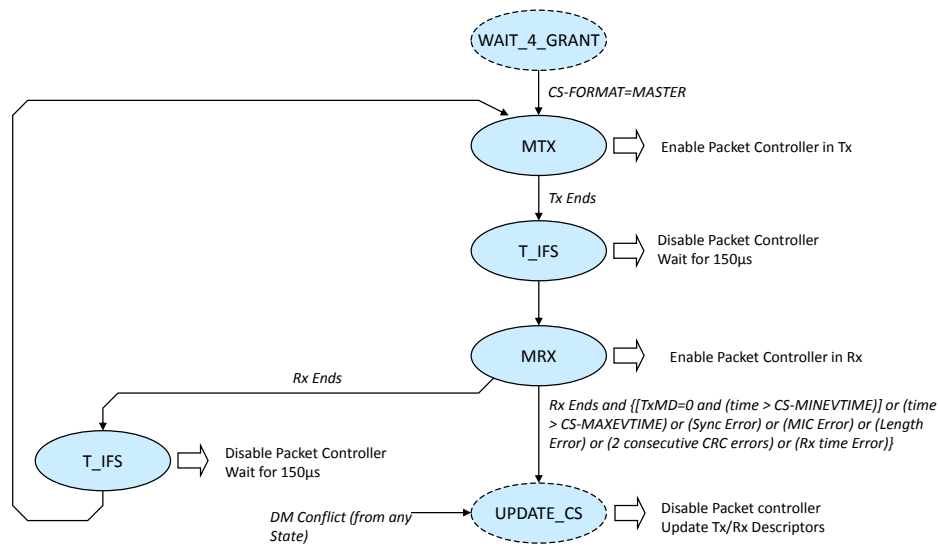 WAIT_4_GRANT
CS-FORMAT=MASTER
MTX
Enable Packet Controller in Tx
Tx Ends
T_IFS
Disable Packet Controller
Wait for 150µs
MRX
Enable Packet Controller in Rx
Rx Ends
Rx Ends and {[TxMD=0 and (time > CS-MINEVTIME)] or (time
> CS-MAXEVTIME) or (Sync Error) or (MIC Error) or (Length
Error) or (2 consecutive CRC errors) or (Rx time Error)}
T_IFS
Disable Packet Controller
Wait for 150µs
DM Conflict (from any
State)
UPDATE_CS
Disable Packet controller
Update Tx/Rx Descriptors